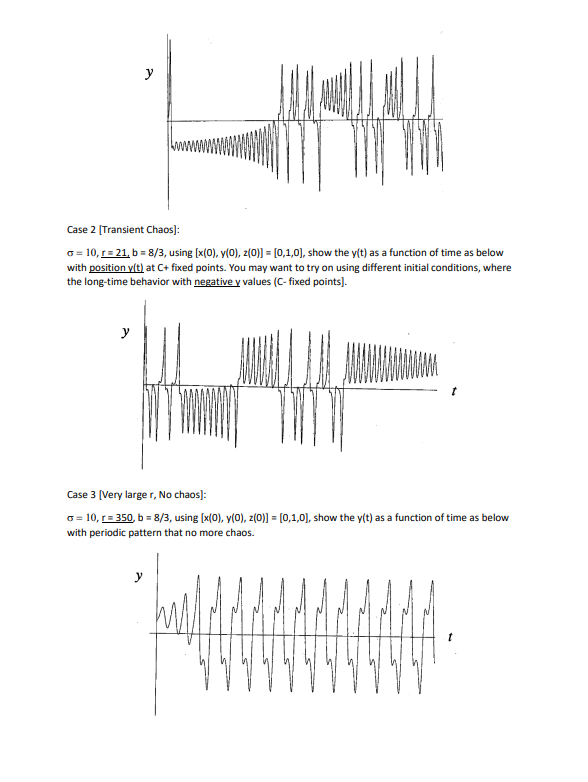 y
Case 2 [Transient Chaos]:
σ = 10, r = 21, b = 8/3, using [x(0), y(0), z(0)] = [0,1,0], show the y(t) as a function of time as below
with position y(t) at C+ fixed points. You may want to try on using different initial conditions, where
the long-time behavior with negative y values (C- fixed points].
y
t
Case 3 [Very large r, No chaos]:
σ = 10, r = 350, b = 8/3, using [x(0), y(0), z(0)] = [0,1,0], show the y(t) as a function of time as below
with periodic pattern that no more chaos.
y
t